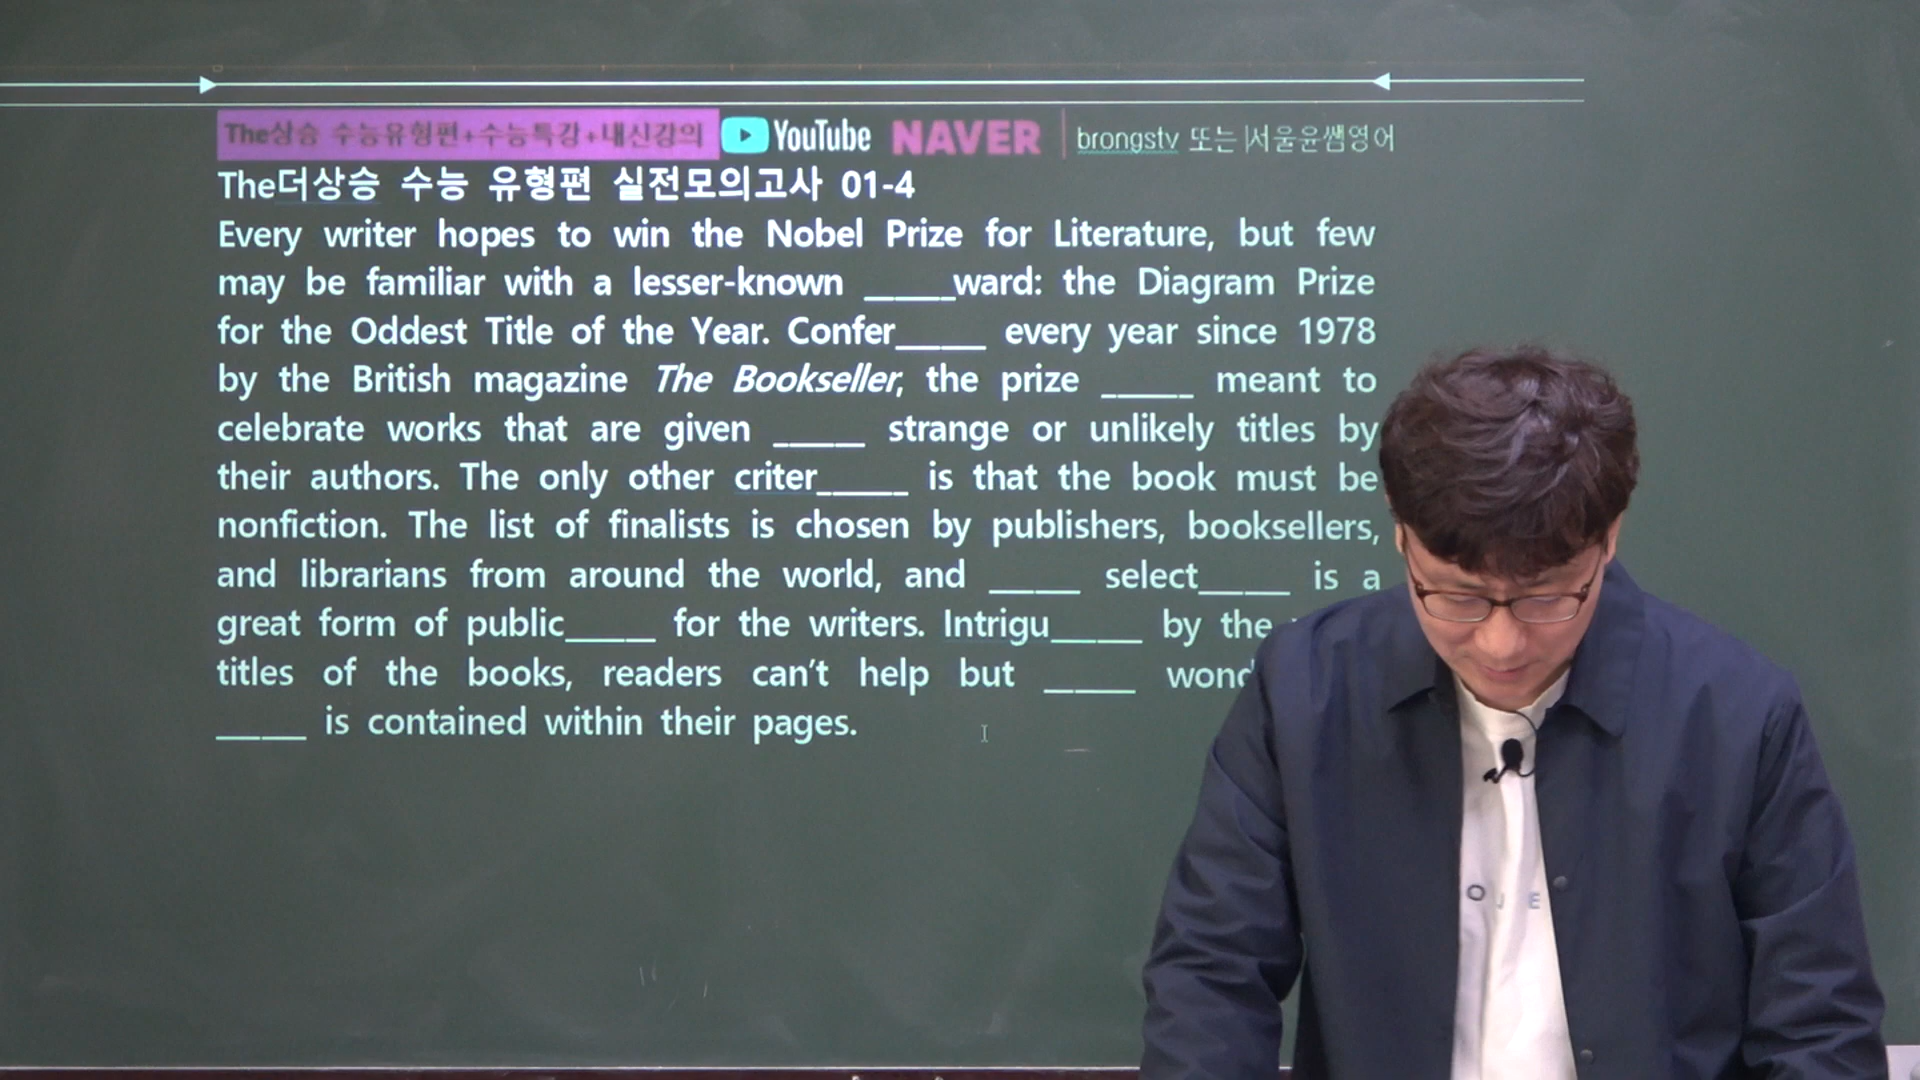 The상승 수능유형편+수능특강+내신강의 YouTube NAVER brongstv 또는 서울윤쌤영어
The더상승 수능 유형편 실전모의고사 01-4
Every writer hopes to win the Nobel Prize for Literature, but few
may be familiar with a lesser-known _____ward: the Diagram Prize
for the Oddest Title of the Year. Confer_____ every year since 1978
by the British magazine The Bookseller, the prize _____ meant to
celebrate works that are given _____ strange or unlikely titles by
their authors. The only other criter_____ is that the book must be
nonfiction. The list of finalists is chosen by publishers, booksellers,
and librarians from around the world, and _____ select_____ is a
great form of public_____ for the writers. Intrigu_____ by the
titles of the books, readers can't help but _____ wond
_____ is contained within their pages.
O J E